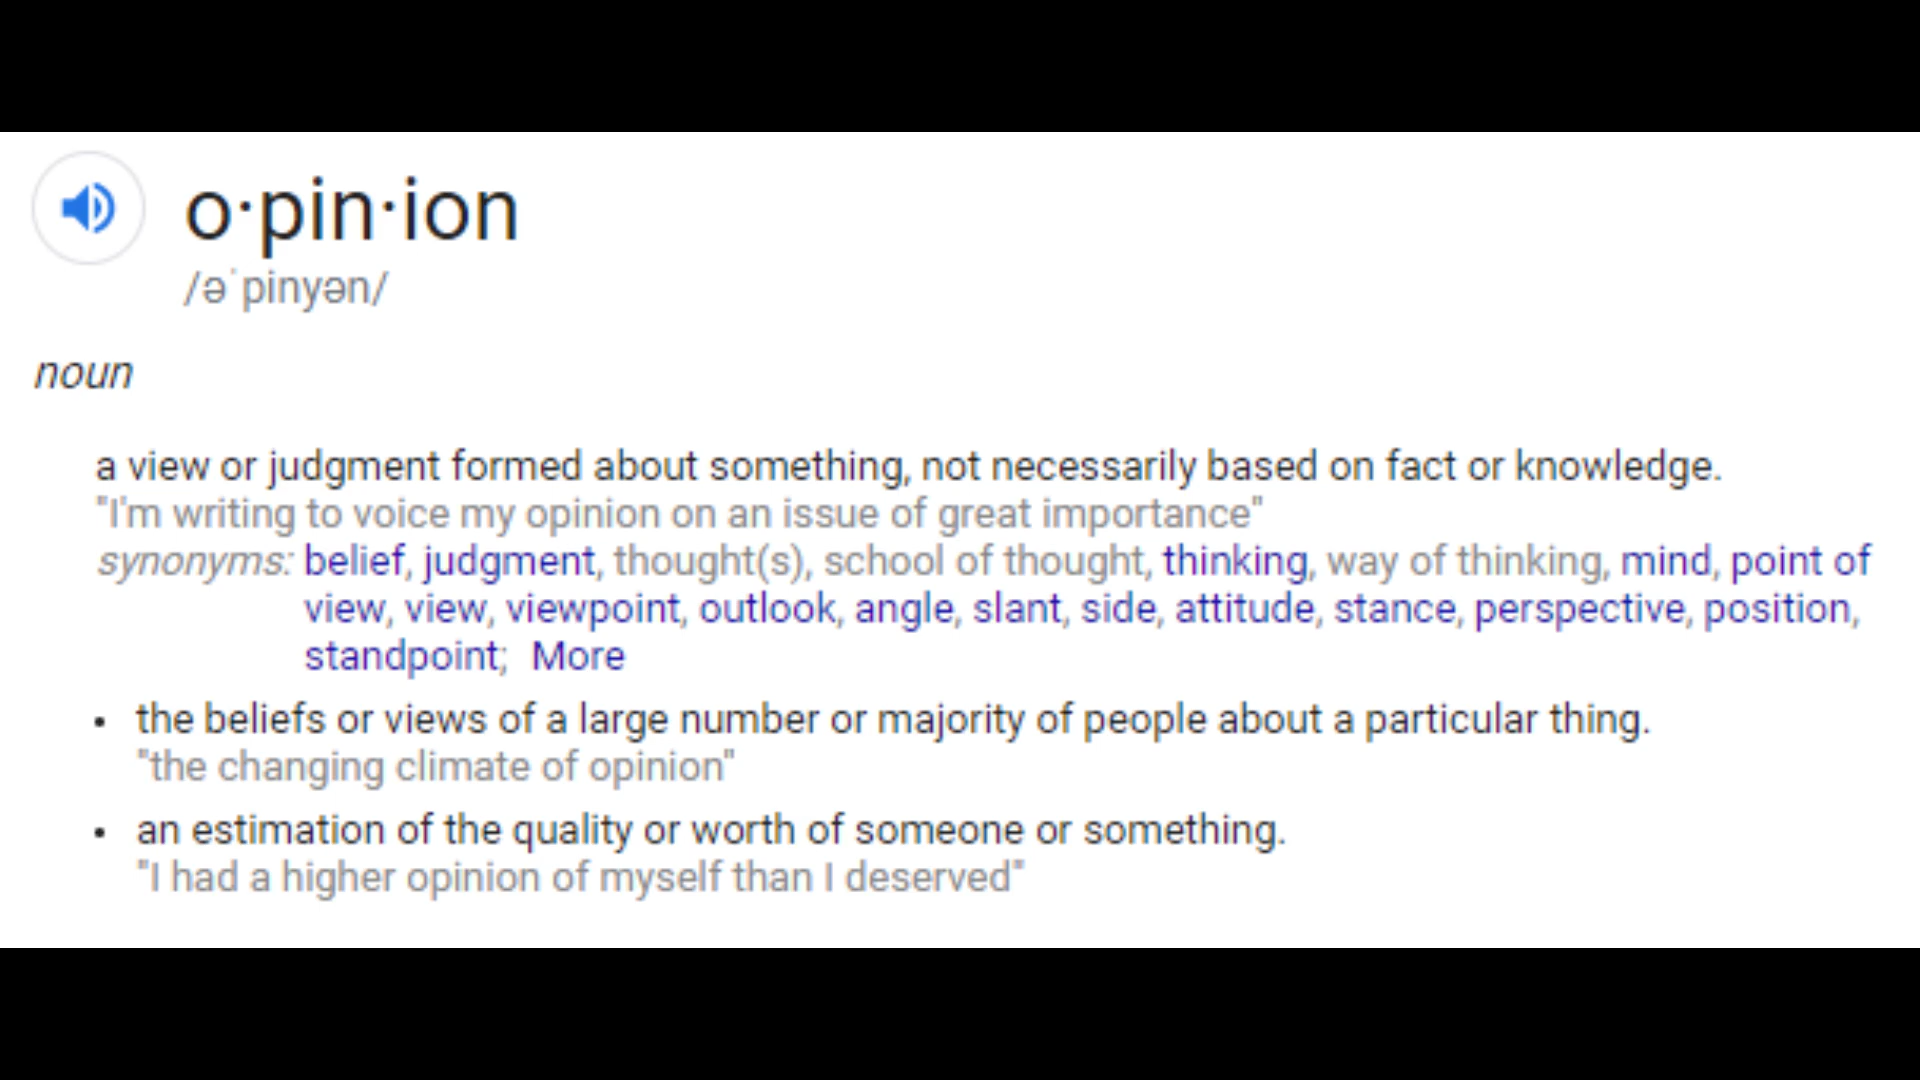 o·pin·ion
/əˈpinyən/
noun
a view or judgment formed about something, not necessarily based on fact or knowledge.
"I'm writing to voice my opinion on an issue of great importance"
synonyms: belief, judgment, thought(s), school of thought, thinking, way of thinking, mind, point of
view, view, viewpoint, outlook, angle, slant, side, attitude, stance, perspective, position,
standpoint; More
• the beliefs or views of a large number or majority of people about a particular thing.
"the changing climate of opinion"
• an estimation of the quality or worth of someone or something.
"I had a higher opinion of myself than I deserved"